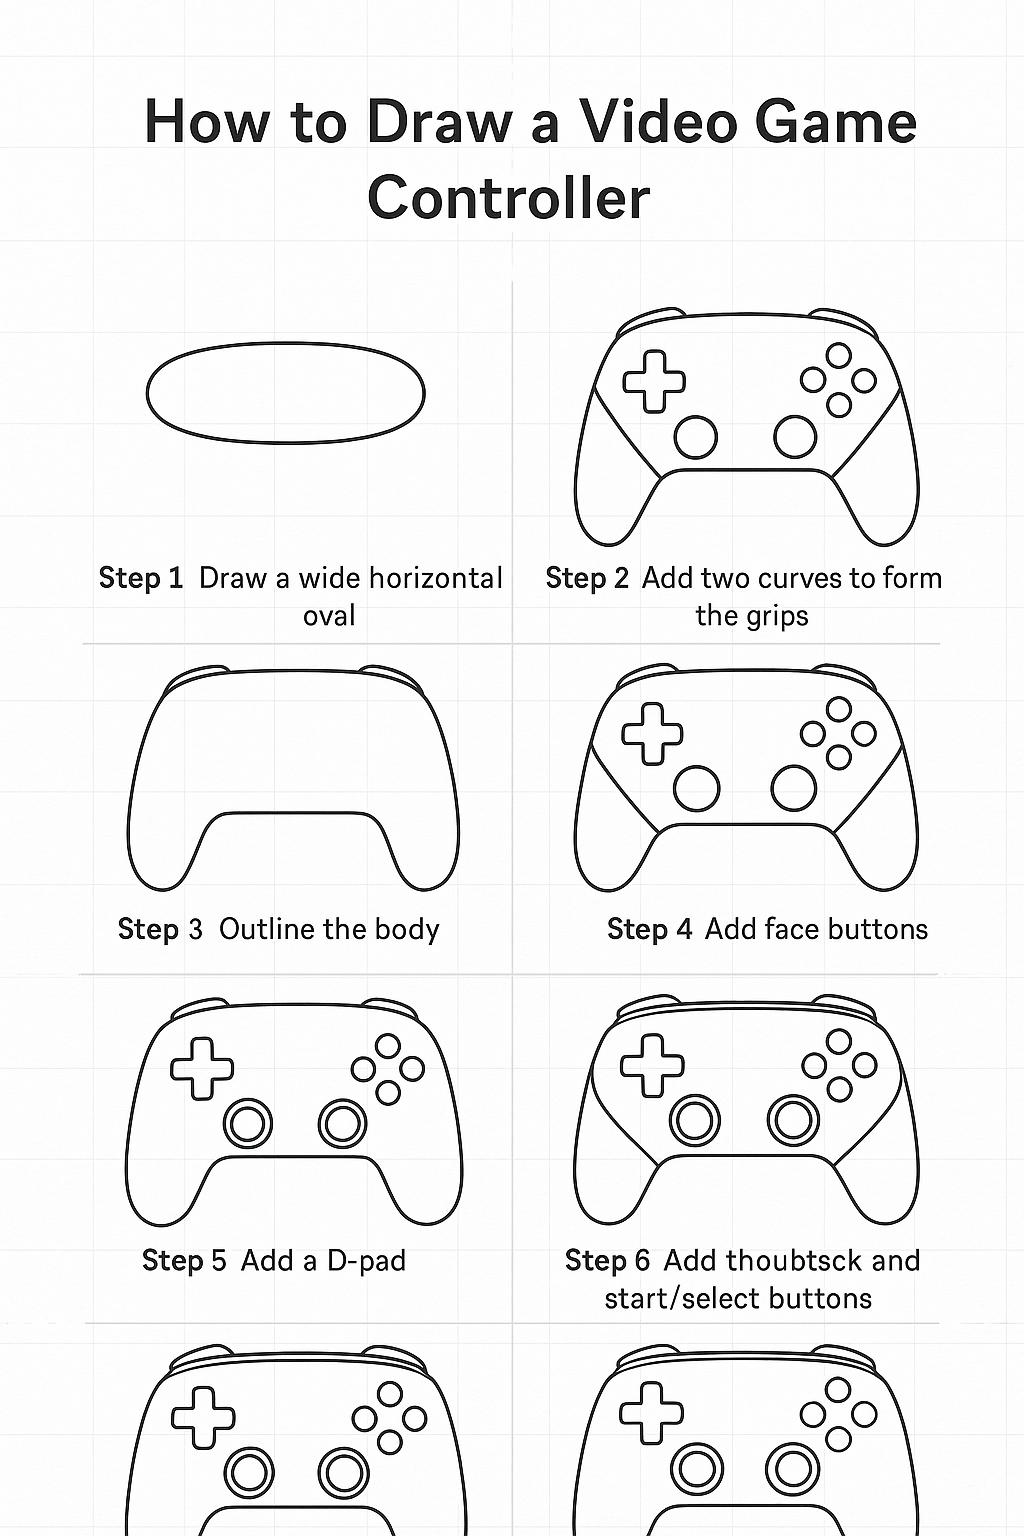 How to Draw a Video Game
Controller
Step 1 Draw a wide horizontal
oval
Step 2 Add two curves to form
the grips
Step 3 Outline the body
Step 4 Add face buttons
Step 5 Add a D-pad
Step 6 Add thoubtsck and
start/select buttons